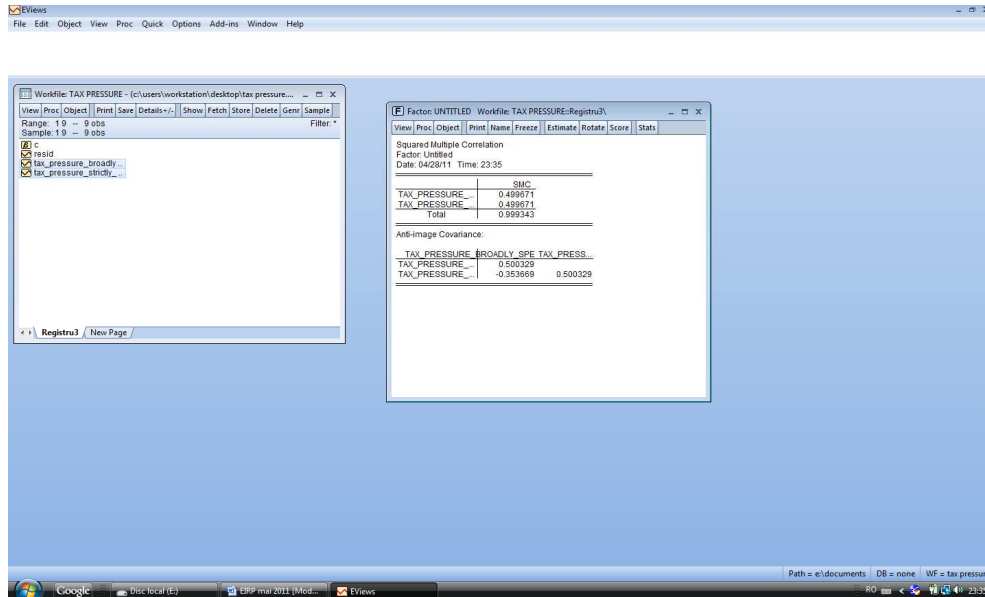 EViews
File Edit Object View Proc Quick Options Add-ins Window Help
Workfile: TAX PRESSURE - (c:\users\workstation\desktop\tax pressure....
View Proc Object Print Save Details+/- Show Fetch Store Delete Genr Sample
Range: 1 9 -- 9 obs Filter: *
Sample: 1 9 -- 9 obs
c
resid
tax_pressure_broadly...
tax_pressure_strictly_...
Registru3 New Page
Factor: UNTITLED Workfile: TAX PRESSURE::Registru3\
View Proc Object Print Name Freeze Estimate Rotate Score Stats
Squared Multiple Correlation
Factor: Untitled
Date: 04/28/11 Time: 23:35
SMC
TAX_PRESSURE_... 0.499671
TAX_PRESSURE_... 0.499671
Total 0.999343
Anti-image Covariance:
TAX_PRESSURE_BROADLY_SPE TAX_PRESS...
TAX_PRESSURE_... 0.500329
TAX_PRESSURE_... -0.353669 0.500329
Path = e:\documents DB = none WF = tax pressur
Google Disc local (E:) EIRP mai 2011 [Mod... EViews RO 23:35